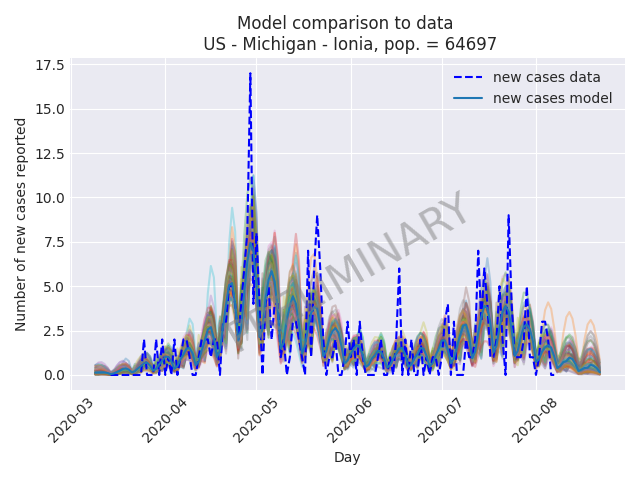 Model comparison to data
US - Michigan - Ionia, pop. = 64697
17.5
15.0
12.5
10.0
7.5
5.0
2.5
0.0
Number of new cases reported
new cases data
new cases model
PRELIMINARY
2020-03
2020-04
2020-05
2020-06
2020-07
2020-08
Day